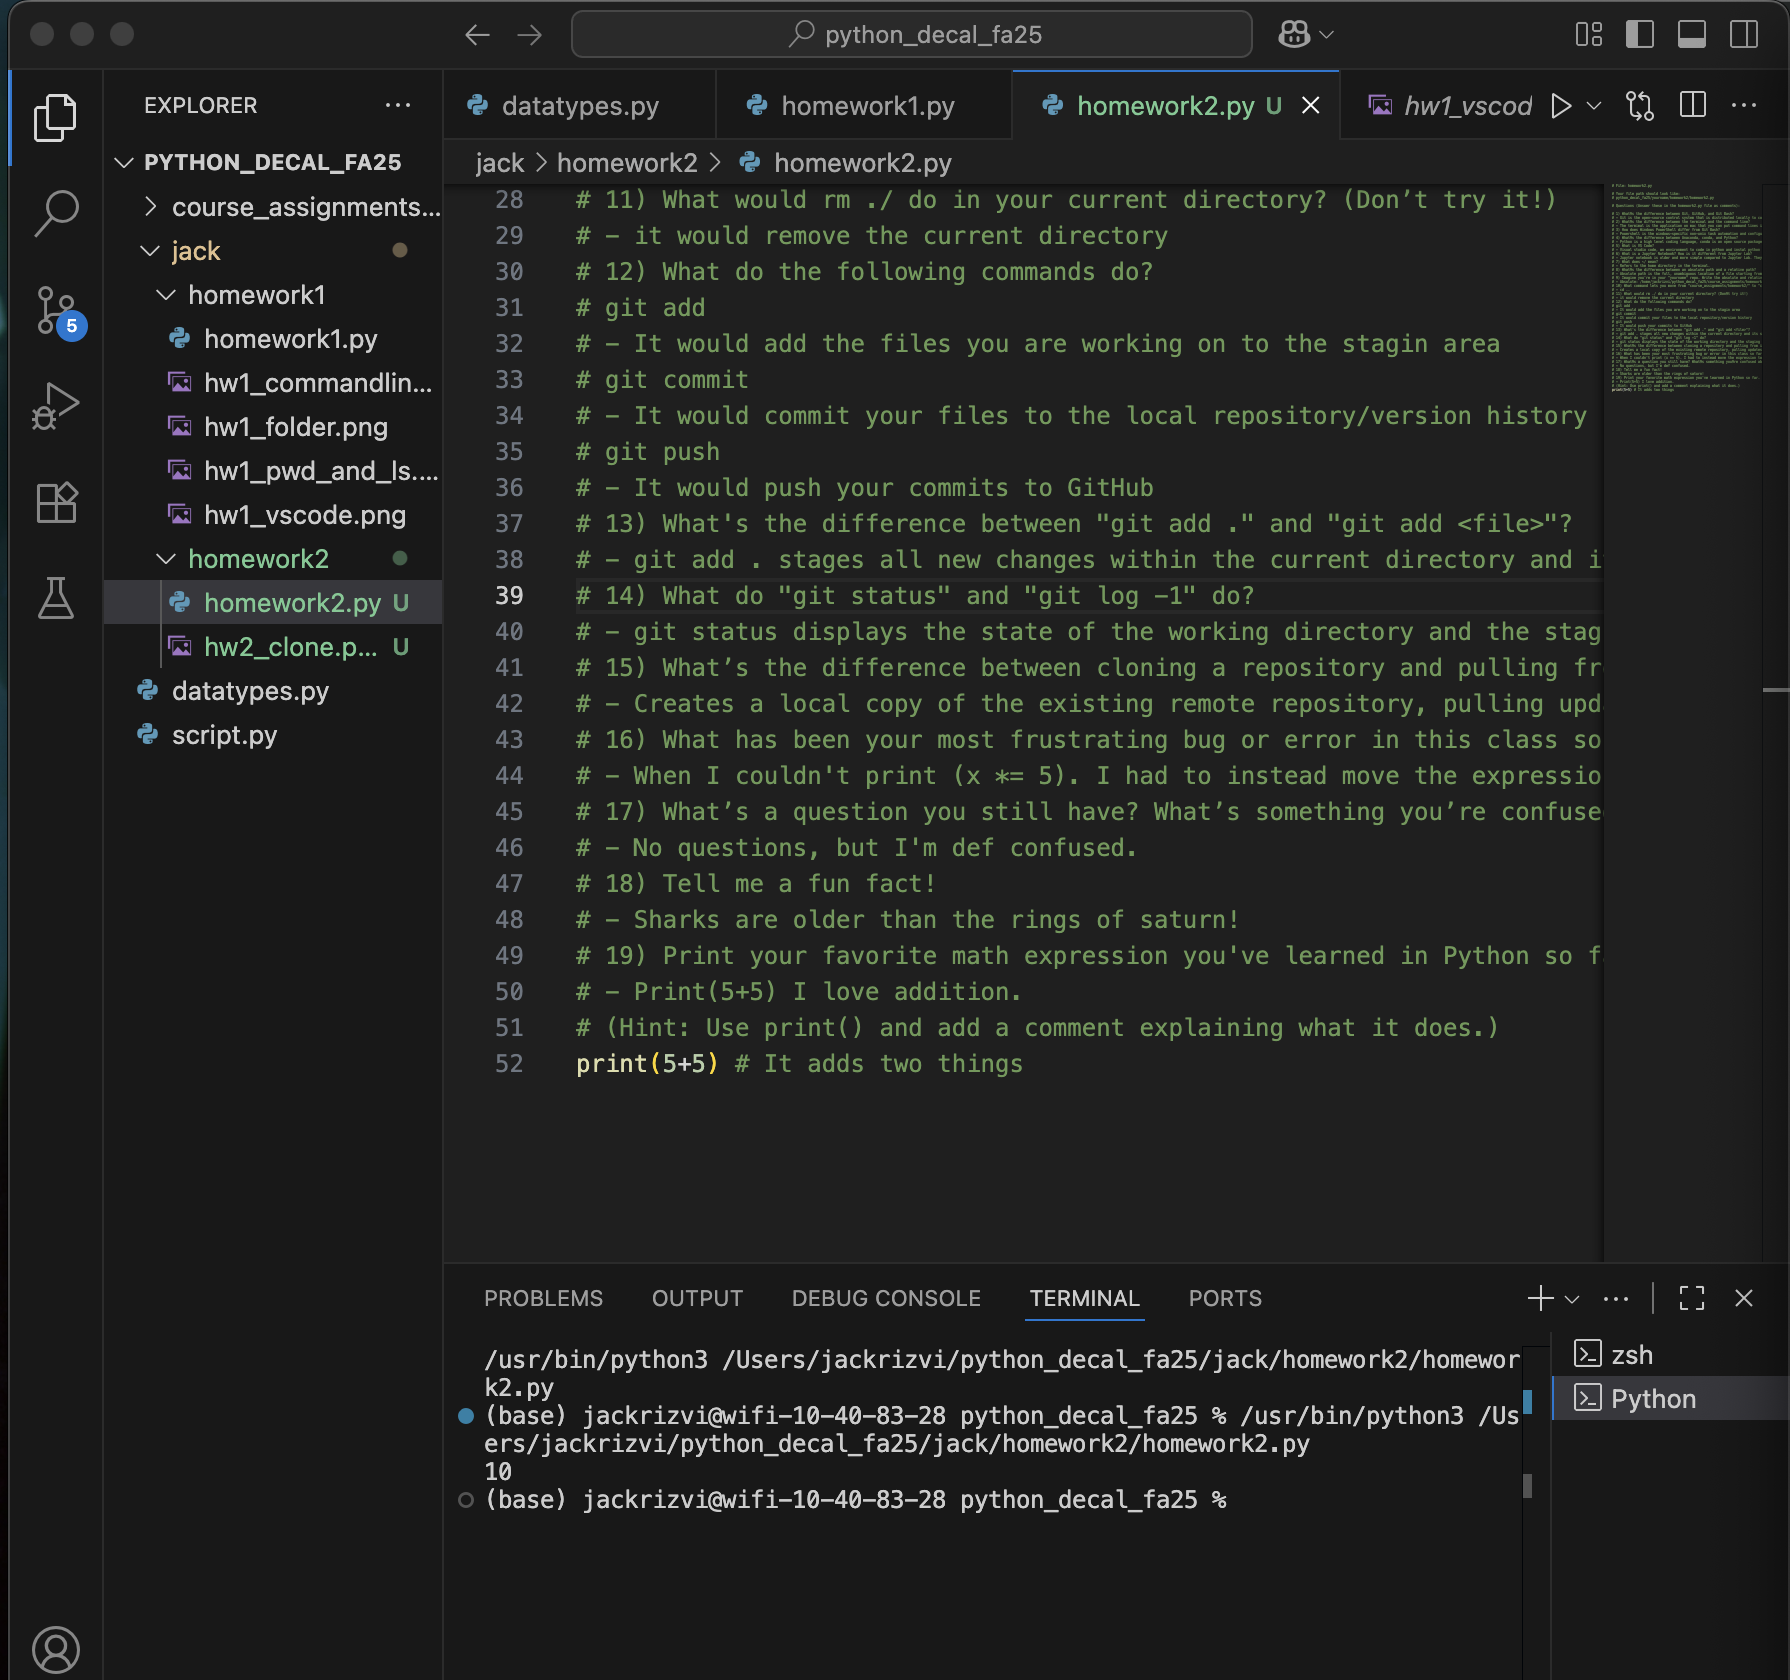 python_decal_fa25
EXPLORER
PYTHON_DECAL_FA25
course_assignments...
jack
homework1
homework1.py
hw1_commandlin...
hw1_folder.png
hw1_pwd_and_ls....
hw1_vscode.png
homework2
homework2.py U
hw2_clone.p... U
datatypes.py
script.py
5
datatypes.py
homework1.py
homework2.py U
hw1_vscod
jack > homework2 > homework2.py
28 # 11) What would rm ./ do in your current directory? (Don’t try it!)
29 # - it would remove the current directory
30 # 12) What do the following commands do?
31 # git add
32 # - It would add the files you are working on to the stagin area
33 # git commit
34 # - It would commit your files to the local repository/version history
35 # git push
36 # - It would push your commits to GitHub
37 # 13) What's the difference between "git add ." and "git add <file>"?
38 # - git add . stages all new changes within the current directory and i
39 # 14) What do "git status" and "git log -1" do?
40 # - git status displays the state of the working directory and the stag
41 # 15) What’s the difference between cloning a repository and pulling fr
42 # - Creates a local copy of the existing remote repository, pulling upd
43 # 16) What has been your most frustrating bug or error in this class so
44 # - When I couldn't print (x *= 5). I had to instead move the expressio
45 # 17) What’s a question you still have? What’s something you’re confuse
46 # - No questions, but I'm def confused.
47 # 18) Tell me a fun fact!
48 # - Sharks are older than the rings of saturn!
49 # 19) Print your favorite math expression you've learned in Python so f
50 # - Print(5+5) I love addition.
51 # (Hint: Use print() and add a comment explaining what it does.)
52 print(5+5) # It adds two things
PROBLEMS OUTPUT DEBUG CONSOLE TERMINAL PORTS
/usr/bin/python3 /Users/jackrizvi/python_decal_fa25/jack/homework2/homewor
k2.py
(base) jackrizvi@wifi-10-40-83-28 python_decal_fa25 % /usr/bin/python3 /Us
ers/jackrizvi/python_decal_fa25/jack/homework2/homework2.py
10
(base) jackrizvi@wifi-10-40-83-28 python_decal_fa25 %
zsh
Python